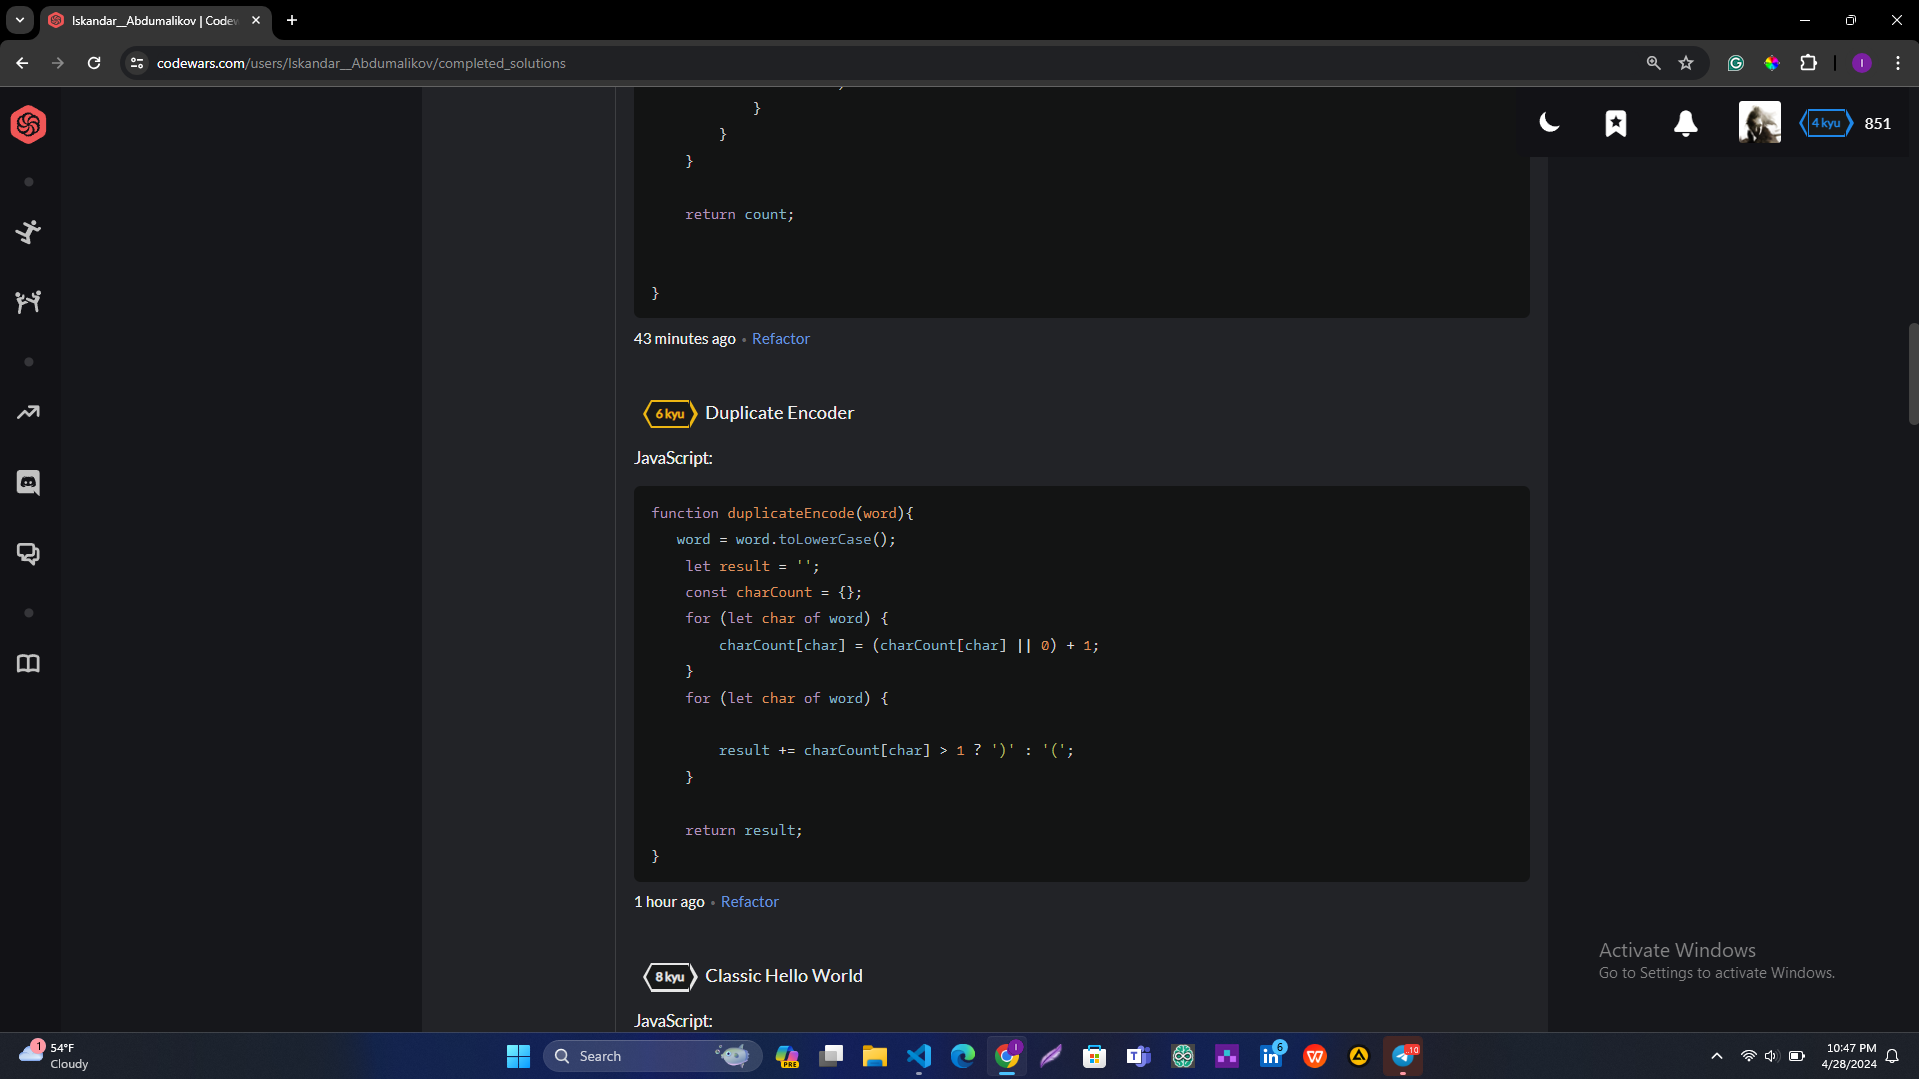 Iskandar__Abdumalikov | Codew
codewars.com/users/Iskandar__Abdumalikov/completed_solutions
I
4 kyu 851
}
}
}
return count;
}
43 minutes ago • Refactor
6 kyu Duplicate Encoder
JavaScript:
function duplicateEncode(word){
word = word.toLowerCase();
let result = '';
const charCount = {};
for (let char of word) {
charCount[char] = (charCount[char] || 0) + 1;
}
for (let char of word) {
result += charCount[char] > 1 ? ')' : '(';
}
return result;
}
1 hour ago • Refactor
8 kyu Classic Hello World
JavaScript:
Activate Windows
Go to Settings to activate Windows.
1
54°F
Cloudy
Search
PRE
I
6
10
10:47 PM
4/28/2024